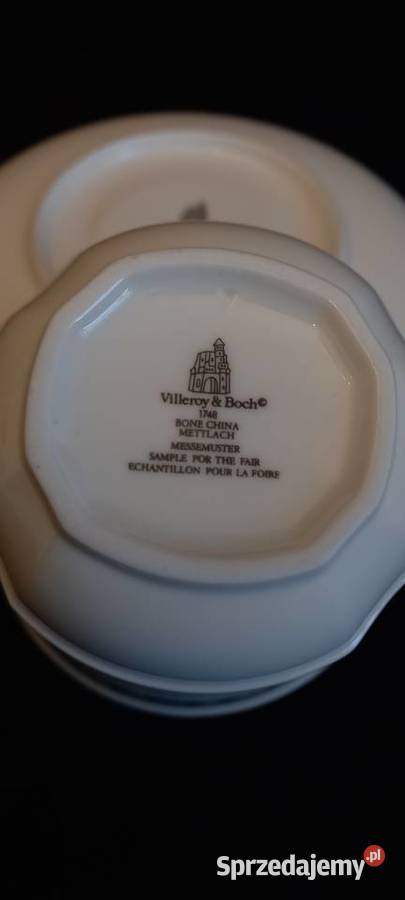 Villeroy & Boch©
1748
BONE CHINA
METTLACH
MESSEMUSTER
SAMPLE FOR THE FAIR
ECHANTILLON POUR LA FOIRE
Sprzedajemy.pl